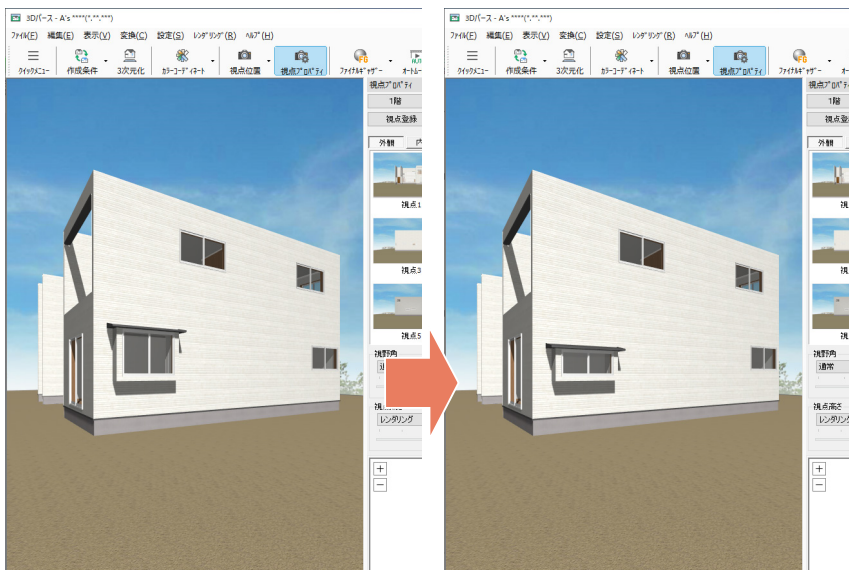 3Dパース - A's ****(*.**.***)
ファイル(F) 編集(E) 表示(V) 変換(C) 設定(S) レンダリング(R) ヘルプ(H)
クイックメニュー 作成条件 3次元化 カラーコーディネート 視点位置 視点プロパティ ファイナルギャザー
視点プロパティ
1階
視点登録
外観 内
視点1
視点3
視点5
視野角
視点高さ
レンダリング
+
−
3Dパース - A's ****(*.**.***)
ファイル(F) 編集(E) 表示(V) 変換(C) 設定(S) レンダリング(R) ヘルプ(H)
クイックメニュー 作成条件 3次元化 カラーコーディネート 視点位置 視点プロパティ ファイナルギャザー
視点プロパティ
1階
視点登
外観
視
視
視
視野角
通常
視点高さ
レンダリング
+
−